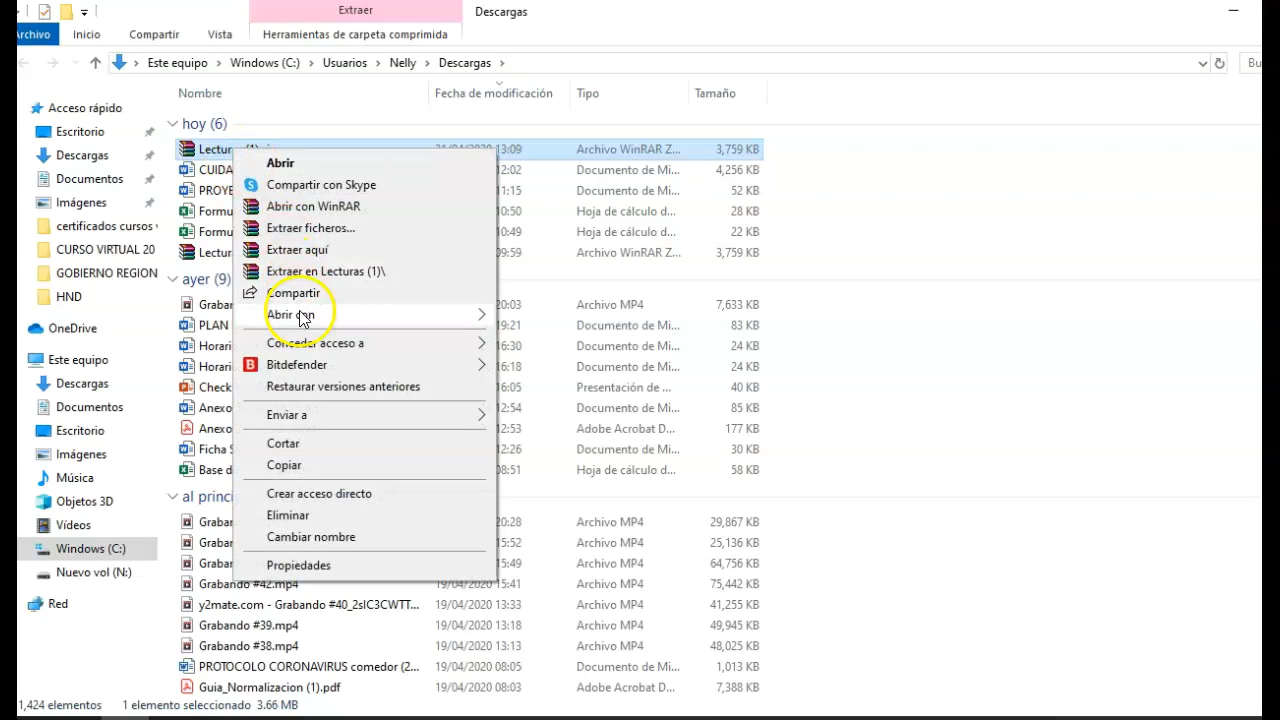 Extraer
Descargas
Archivo Inicio Compartir Vista Herramientas de carpeta comprimida
Este equipo Windows (C:) Usuarios Nelly Descargas
Nombre Fecha de modificación Tipo Tamaño
Acceso rápido
Escritorio
Descargas
Documentos
Imágenes
certificados cursos
CURSO VIRTUAL 20
GOBIERNO REGION
HND
OneDrive
Este equipo
Descargas
Documentos
Escritorio
Imágenes
Música
Objetos 3D
Vídeos
Windows (C:)
Nuevo vol (N:)
Red
hoy (6)
13:09 Archivo WinRAR Z... 3,759 KB
CUIDA 12:02 Documento de Mi... 4,256 KB
PROYE 11:15 Documento de Mi... 52 KB
Formu 10:50 Hoja de cálculo d... 28 KB
Formu 10:49 Hoja de cálculo d... 22 KB
Lectur 09:59 Archivo WinRAR Z... 3,759 KB
ayer (9)
Grabar 20:03 Archivo MP4 7,633 KB
PLAN 19:21 Documento de Mi... 83 KB
Horari 16:30 Documento de Mi... 24 KB
Horari 16:18 Documento de Mi... 24 KB
Check 16:05 Presentación de ... 40 KB
Anexo 12:54 Documento de Mi... 85 KB
Anexo 12:53 Adobe Acrobat D... 177 KB
Ficha S 12:26 Documento de Mi... 30 KB
Base d 08:51 Hoja de cálculo d... 58 KB
al princi
Grabar 20:28 Archivo MP4 29,867 KB
Grabar 15:52 Archivo MP4 25,136 KB
Grabar 15:49 Archivo MP4 64,756 KB
Grabando #42.mp4 19/04/2020 15:41 Archivo MP4 75,442 KB
y2mate.com - Grabando #40_2sIC3CWTT... 19/04/2020 13:33 Archivo MP4 41,255 KB
Grabando #39.mp4 19/04/2020 13:18 Archivo MP4 49,945 KB
Grabando #38.mp4 19/04/2020 13:13 Archivo MP4 48,025 KB
PROTOCOLO CORONAVIRUS comedor (2... 19/04/2020 08:05 Documento de Mi... 1,013 KB
Guia_Normalizacion (1).pdf 19/04/2020 08:03 Adobe Acrobat D... 7,388 KB
Abrir
Compartir con Skype
Abrir con WinRAR
Extraer ficheros...
Extraer aquí
Extraer en Lecturas (1)\
Compartir
Abrir con
Conceder acceso a
Bitdefender
Restaurar versiones anteriores
Enviar a
Cortar
Copiar
Crear acceso directo
Eliminar
Cambiar nombre
Propiedades
1,424 elementos 1 elemento seleccionado 3.66 MB